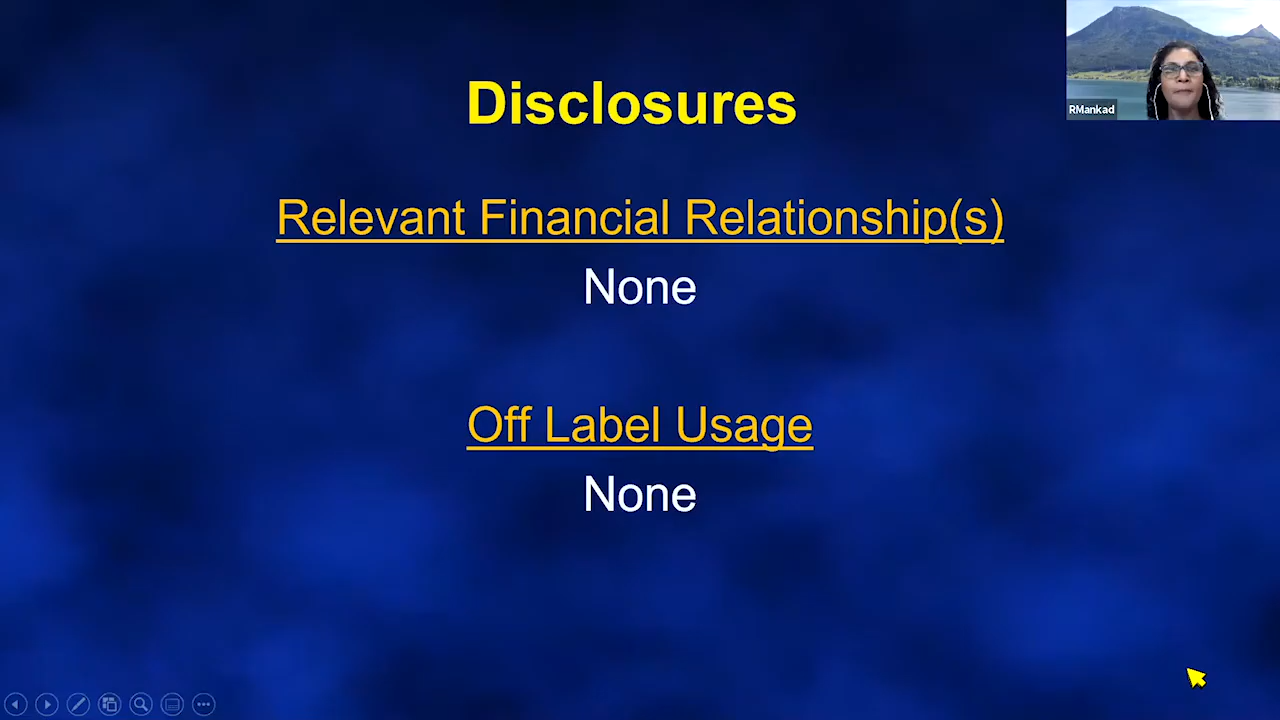 Disclosures
RMankad
Relevant Financial Relationship(s)
None
Off Label Usage
None